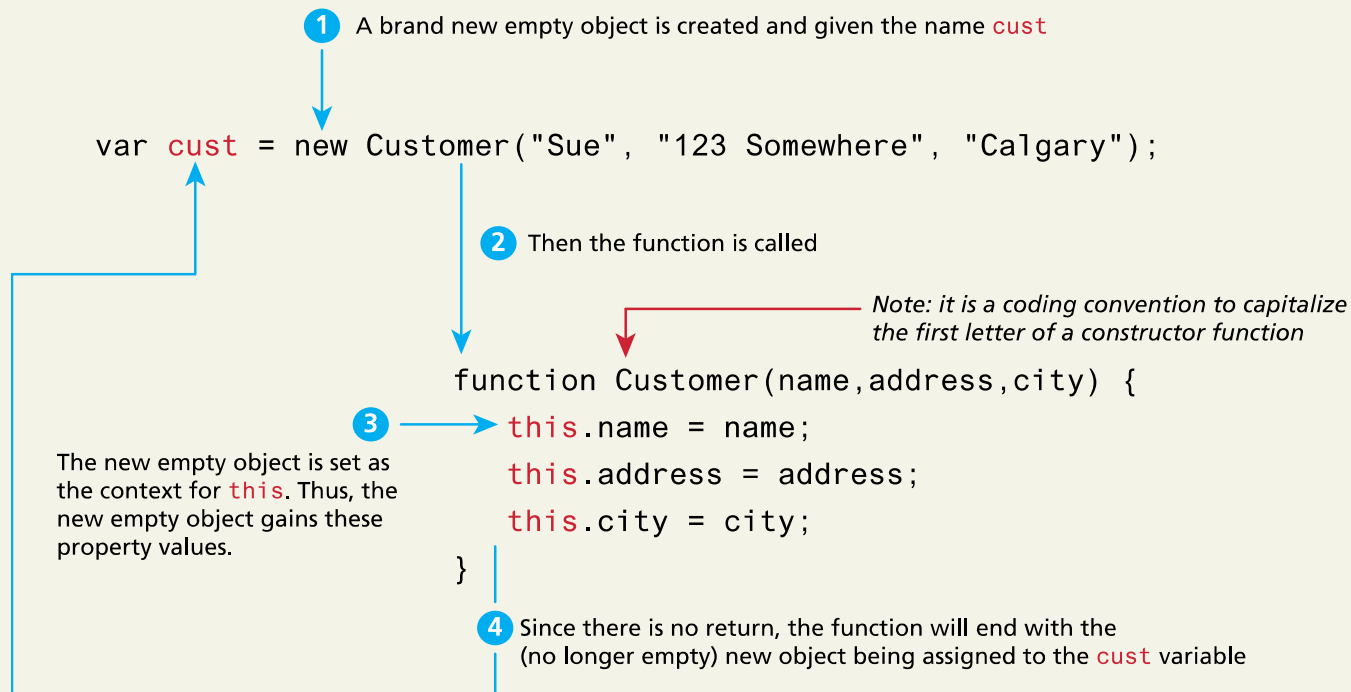 1 A brand new empty object is created and given the name cust
var cust = new Customer("Sue", "123 Somewhere", "Calgary");
2 Then the function is called
Note: it is a coding convention to capitalize
the first letter of a constructor function
function Customer(name,address,city) {
3
this.name = name;
The new empty object is set as
the context for this. Thus, the
new empty object gains these
property values.
this.address = address;
this.city = city;
}
4 Since there is no return, the function will end with the
(no longer empty) new object being assigned to the cust variable